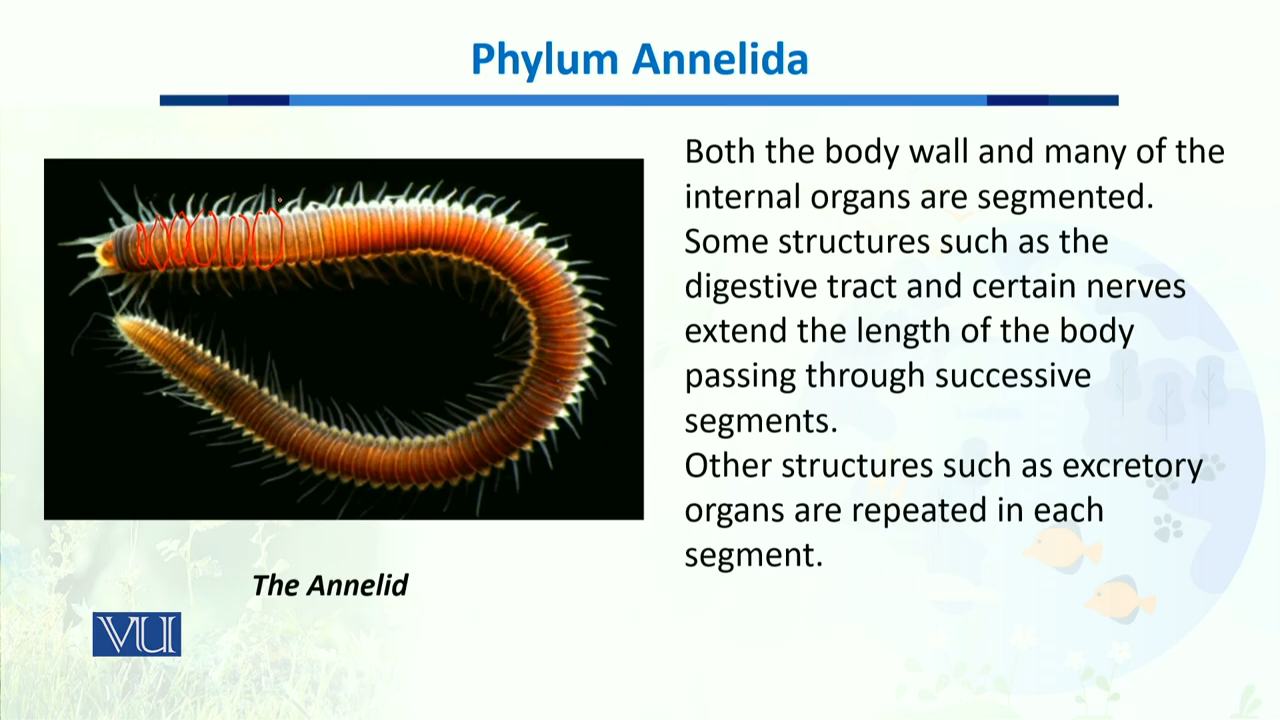 Phylum Annelida
Both the body wall and many of the
internal organs are segmented.
Some structures such as the
digestive tract and certain nerves
extend the length of the body
passing through successive
segments.
Other structures such as excretory
organs are repeated in each
segment.
The Annelid
VU